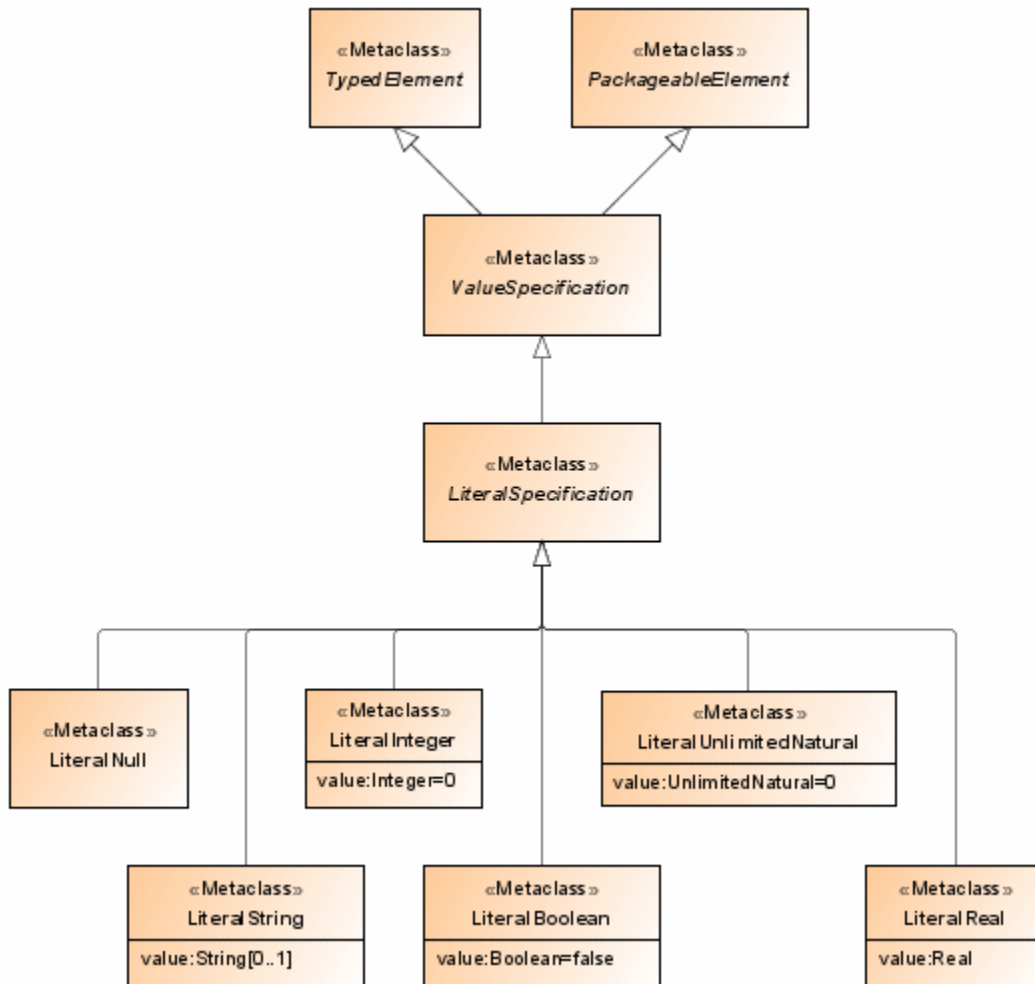 «Metaclass»
TypedElement
«Metaclass»
PackageableElement
«Metaclass»
ValueSpecification
«Metaclass»
LiteralSpecification
«Metaclass»
LiteralNull
«Metaclass»
LiteralInteger
value:Integer=0
«Metaclass»
LiteralUnlimitedNatural
value:UnlimitedNatural=0
«Metaclass»
LiteralString
value:String[0..1]
«Metaclass»
LiteralBoolean
value:Boolean=false
«Metaclass»
LiteralReal
value:Real